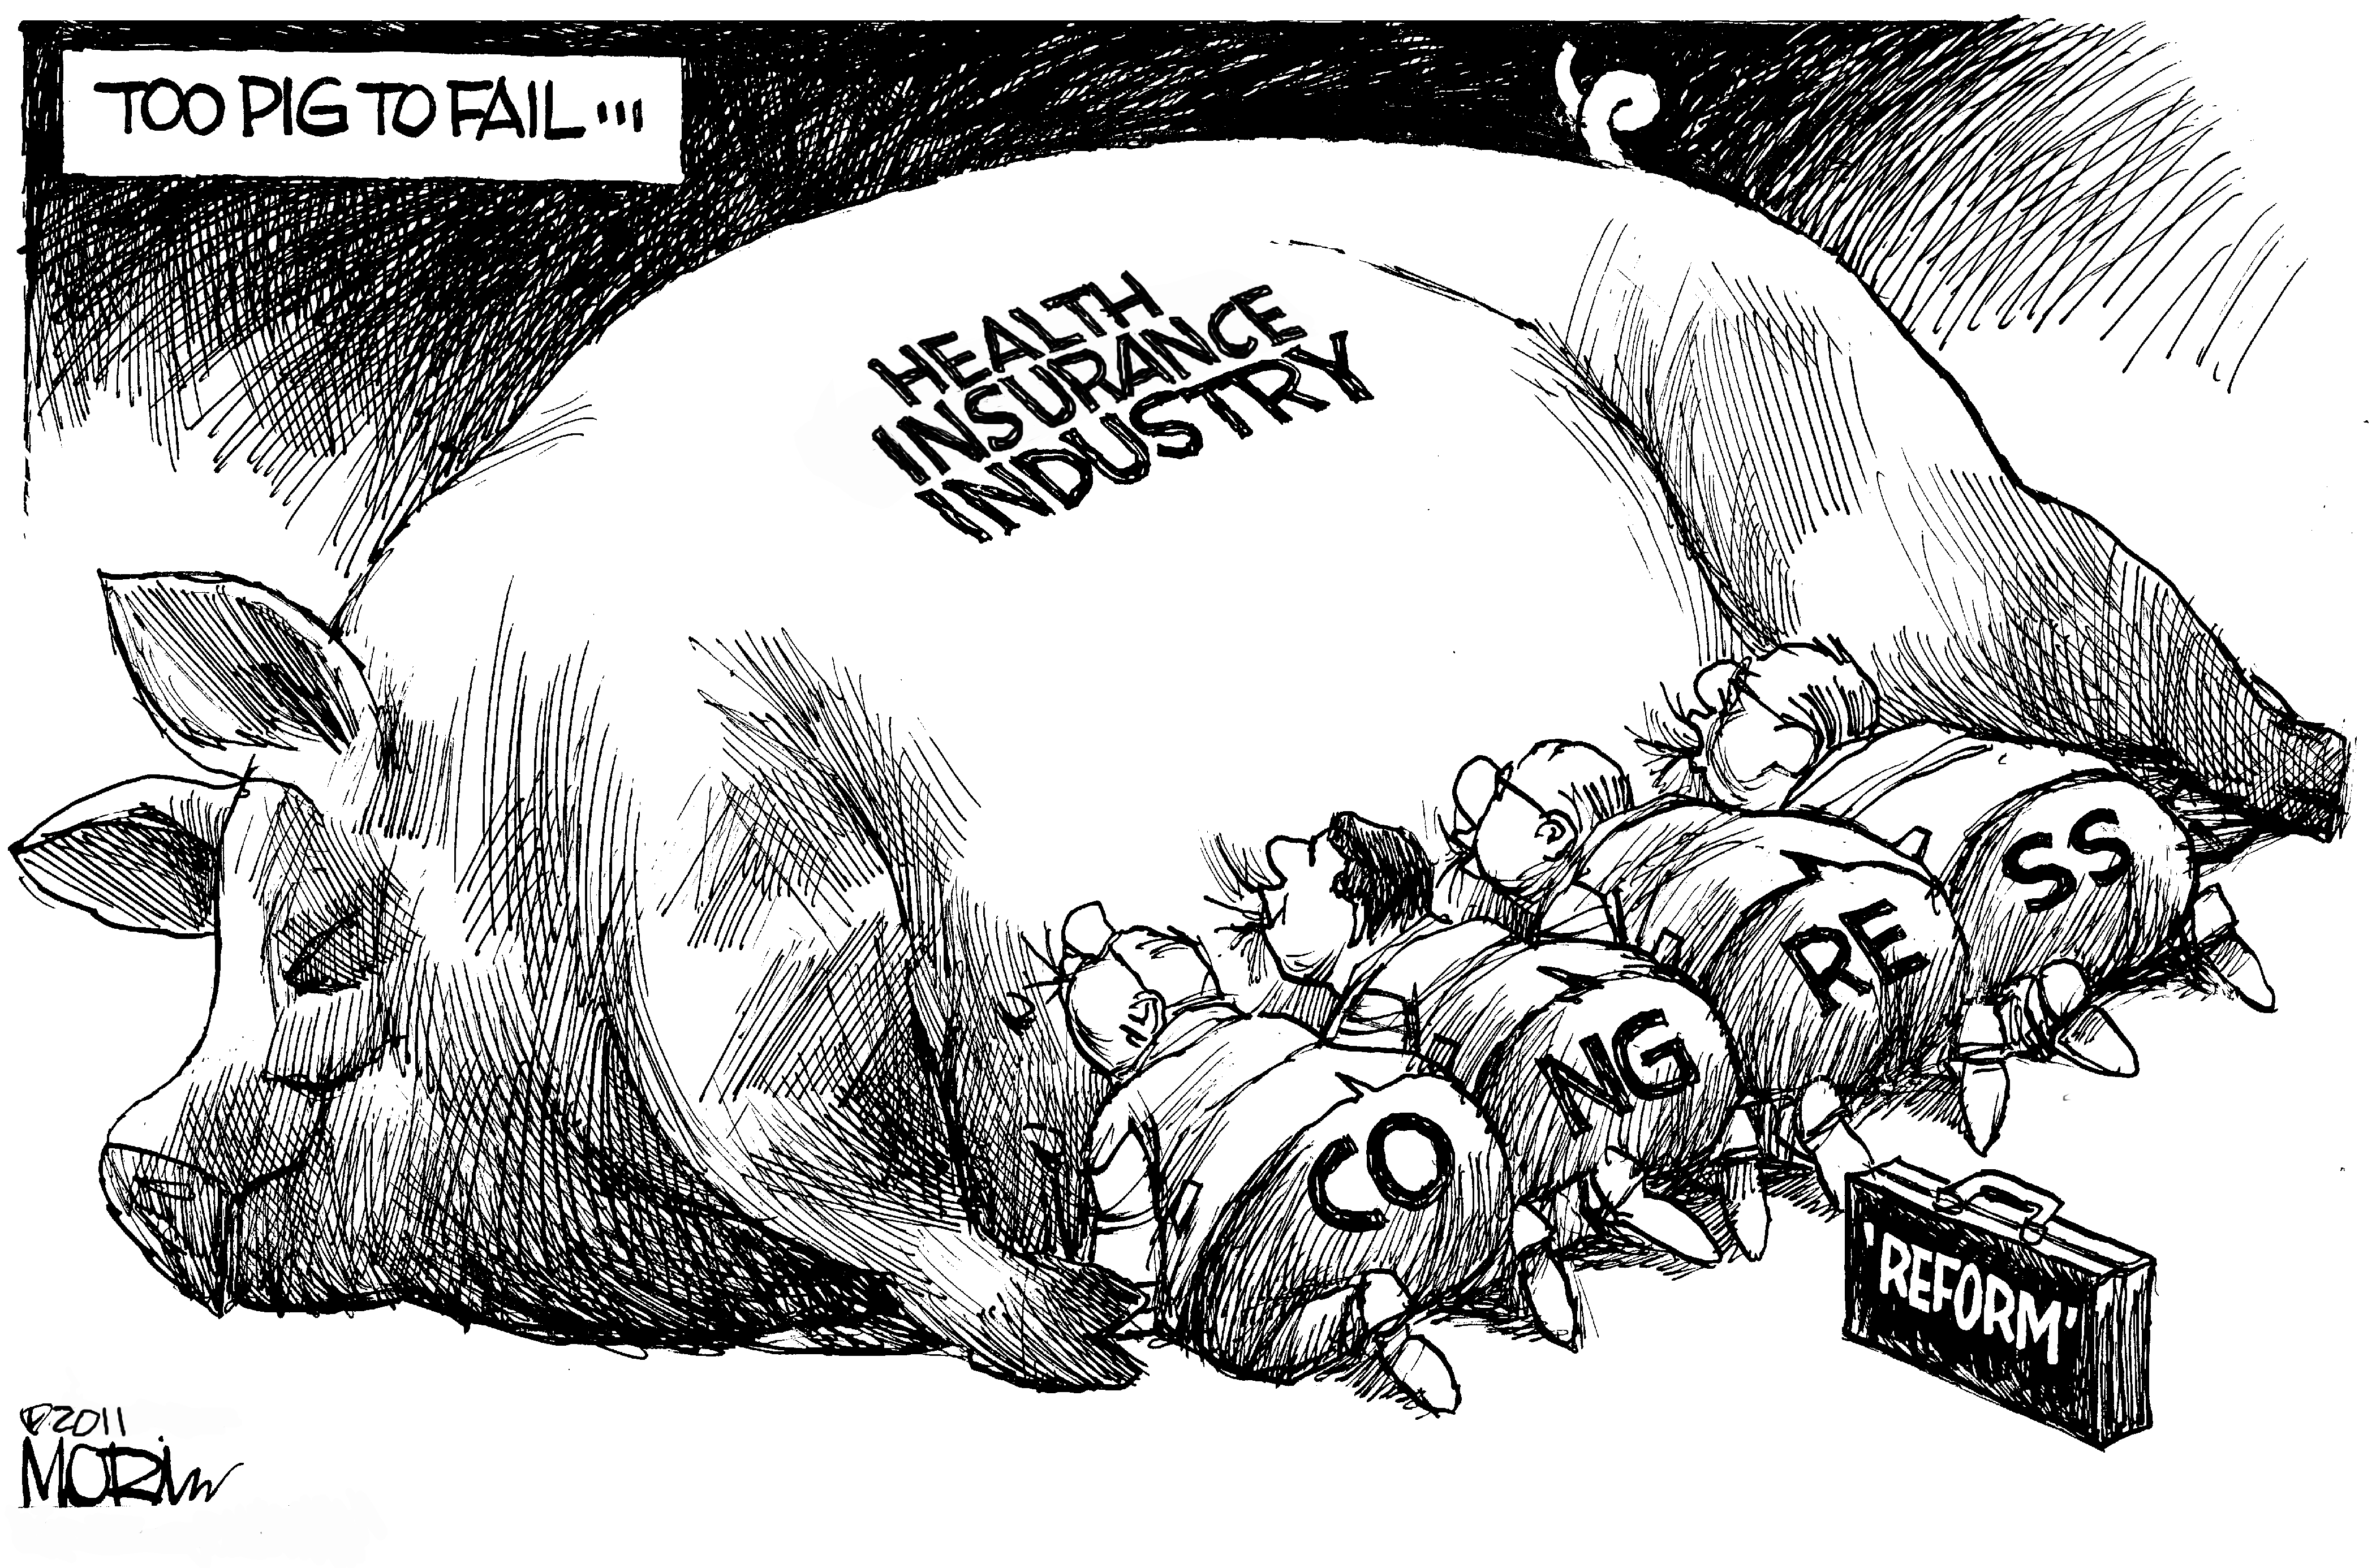 TOO PIG TO FAIL...
HEALTH
INSURANCE
INDUSTRY
CO
NG
RE
SS
'REFORM'
©2011
MORIN